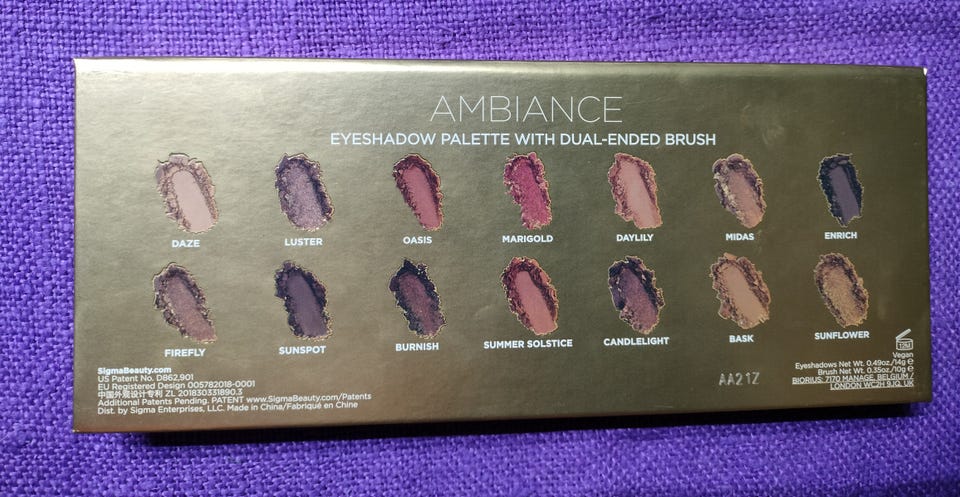 AMBIANCE
EYESHADOW PALETTE WITH DUAL-ENDED BRUSH
DAZE LUSTER OASIS MARIGOLD DAYLILY MIDAS ENRICH
FIREFLY SUNSPOT BURNISH SUMMER SOLSTICE CANDLELIGHT BASK SUNFLOWER
SigmaBeauty.com
US Patent No. D862,901
EU Registered Design 005782018-0001
中国外观设计专利 ZL 201830331890.3
Additional Patents Pending. PATENT www.SigmaBeauty.com/Patents
Dist. by Sigma Enterprises, LLC. Made in China/Fabriqué en Chine
AA21Z
12M
Vegan
Eyeshadows Net Wt. 0.49oz/14g e
Brush Net Wt. 0.35oz/10g e
BIORIUS: 7170 MANAGE, BELGIUM /
LONDON WC2H 9JQ, UK